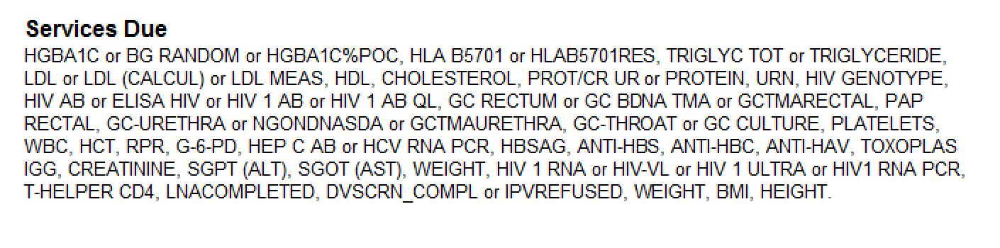 Services Due
HGBA1C or BG RANDOM or HGBA1C%POC, HLA B5701 or HLAB5701RES, TRIGLYC TOT or TRIGLYCERIDE,
LDL or LDL (CALCUL) or LDL MEAS, HDL, CHOLESTEROL, PROT/CR UR or PROTEIN, URN, HIV GENOTYPE,
HIV AB or ELISA HIV or HIV 1 AB or HIV 1 AB QL, GC RECTUM or GC BDNA TMA or GCTMARECTAL, PAP
RECTAL, GC-URETHRA or NGONDNASDA or GCTMAURETHRA, GC-THROAT or GC CULTURE, PLATELETS,
WBC, HCT, RPR, G-6-PD, HEP C AB or HCV RNA PCR, HBSAG, ANTI-HBS, ANTI-HBC, ANTI-HAV, TOXOPLAS
IGG, CREATININE, SGPT (ALT), SGOT (AST), WEIGHT, HIV 1 RNA or HIV-VL or HIV 1 ULTRA or HIV1 RNA PCR,
T-HELPER CD4, LNACOMPLETED, DVSCRN_COMPL or IPVREFUSED, WEIGHT, BMI, HEIGHT.